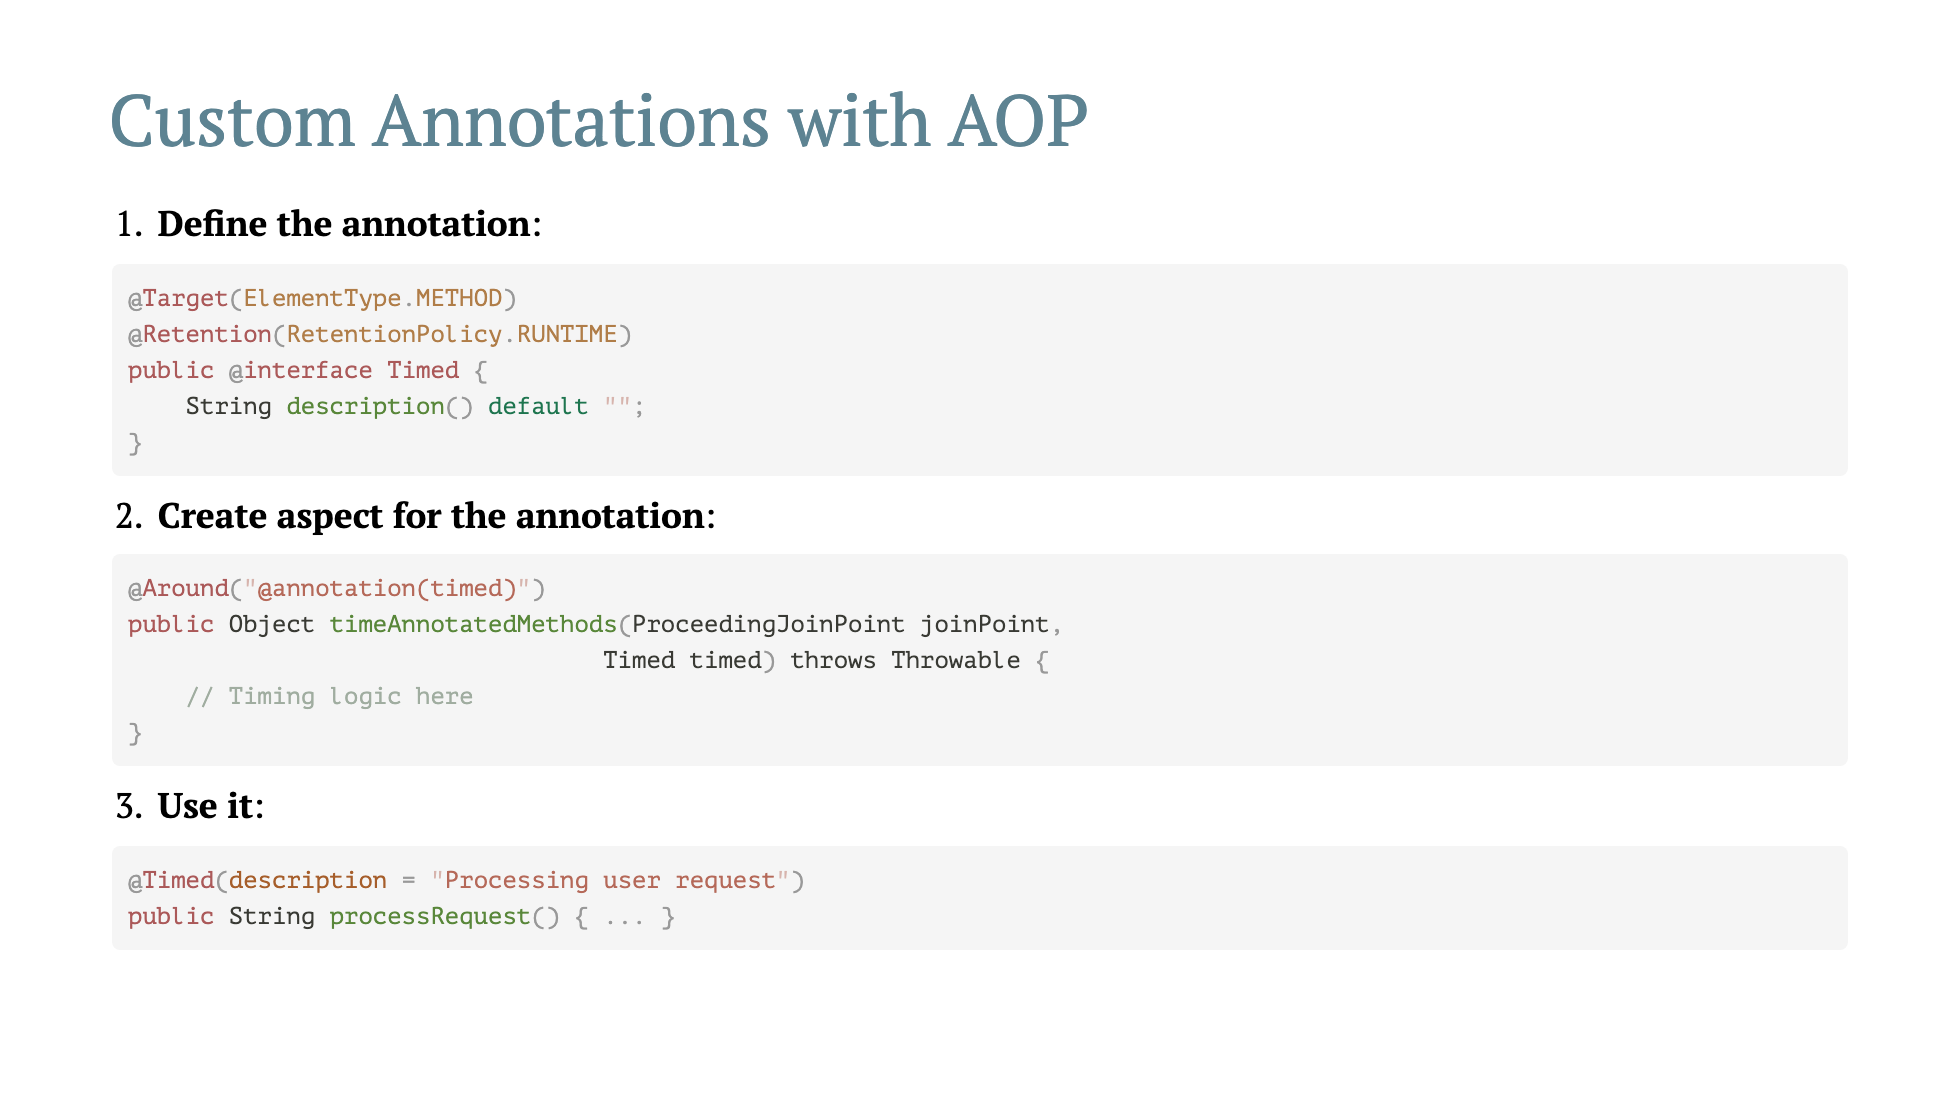 Custom Annotations with AOP
1. Define the annotation:
@Target(ElementType.METHOD)
@Retention(RetentionPolicy.RUNTIME)
public @interface Timed {
    String description() default "";
}
2. Create aspect for the annotation:
@Around("@annotation(timed)")
public Object timeAnnotatedMethods(ProceedingJoinPoint joinPoint,
                                 Timed timed) throws Throwable {
    // Timing logic here
}
3. Use it:
@Timed(description = "Processing user request")
public String processRequest() { ... }